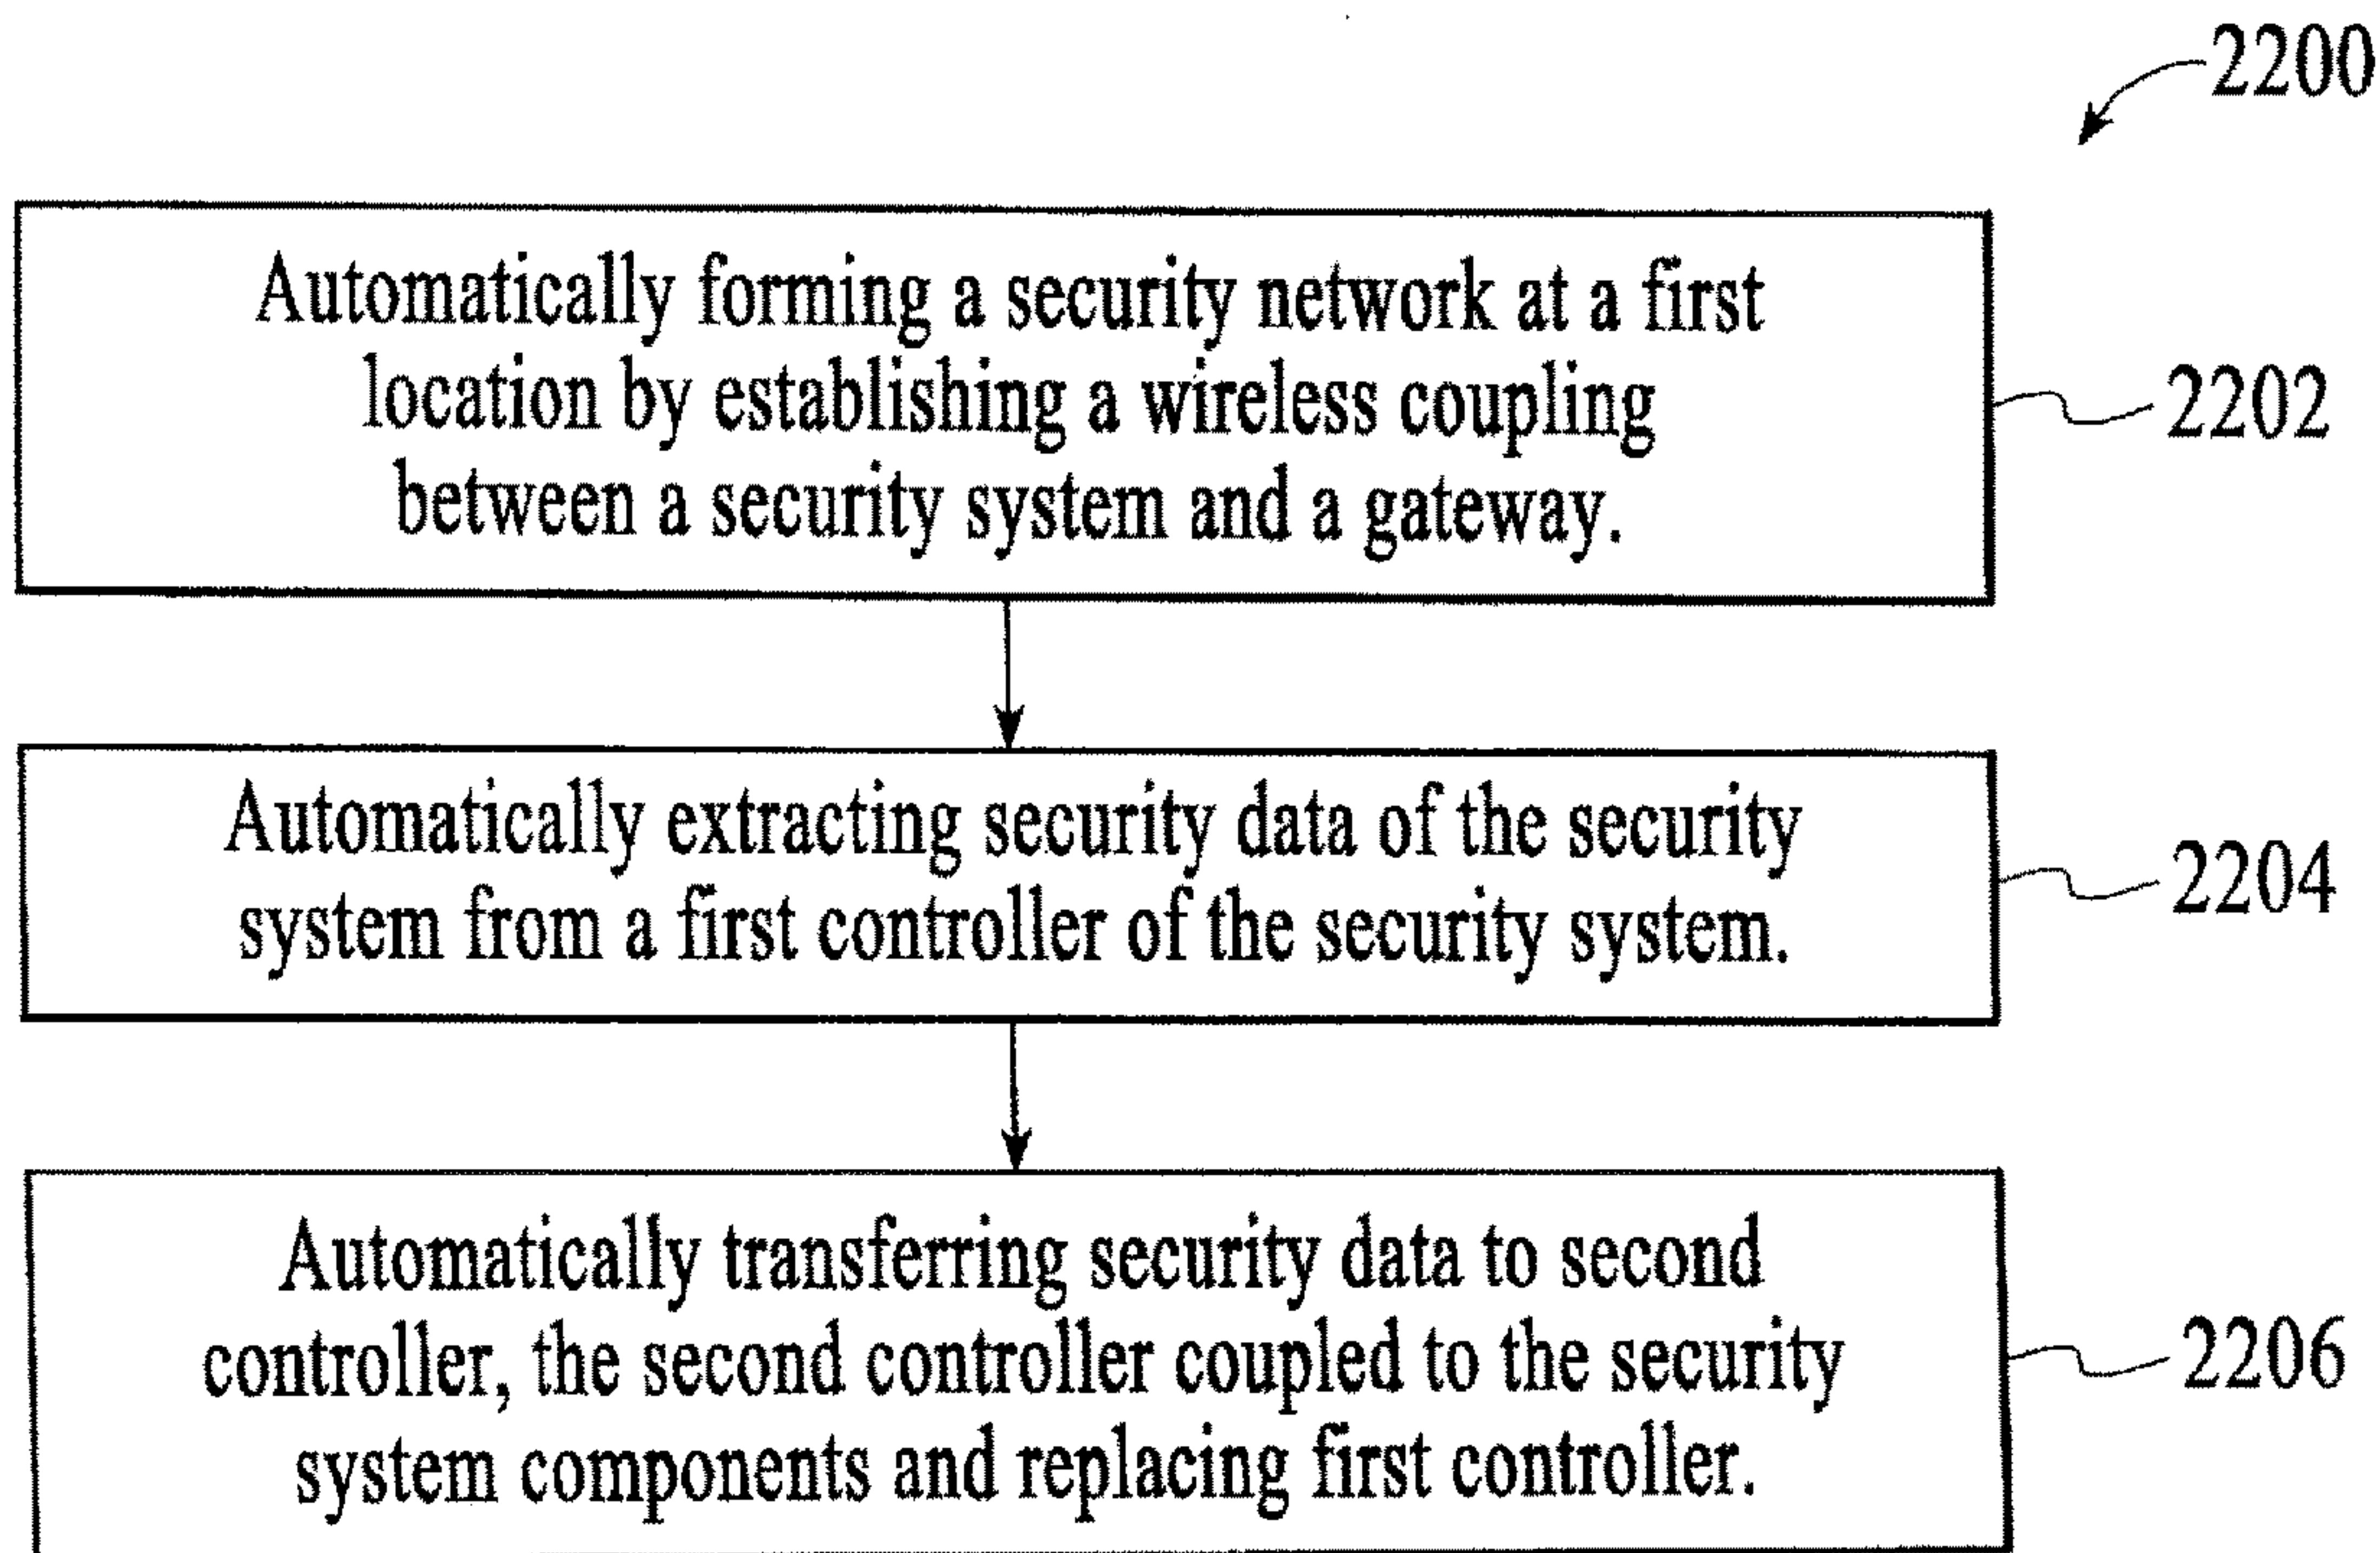 2200
Automatically forming a security network at a first
location by establishing a wireless coupling
between a security system and a gateway.
2202
Automatically extracting security data of the security
system from a first controller of the security system.
2204
Automatically transferring security data to second
controller, the second controller coupled to the security
system components and replacing first controller.
2206